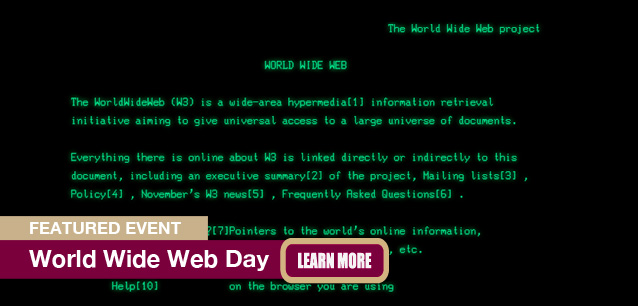 The World Wide Web project
WORLD WIDE WEB
The WorldWideWeb (W3) is a wide-area hypermedia[1] information retrieval
initiative aiming to give universal access to a large universe of documents.
Everything there is online about W3 is linked directly or indirectly to this
document, including an executive summary[2] of the project, Mailing lists[3] ,
Policy[4] , November's W3 news[5] , Frequently Asked Questions[6] .
?[7]Pointers to the world's online information,
, etc.
FEATURED EVENT
World Wide Web Day LEARN MORE
Help[10] on the browser you are using